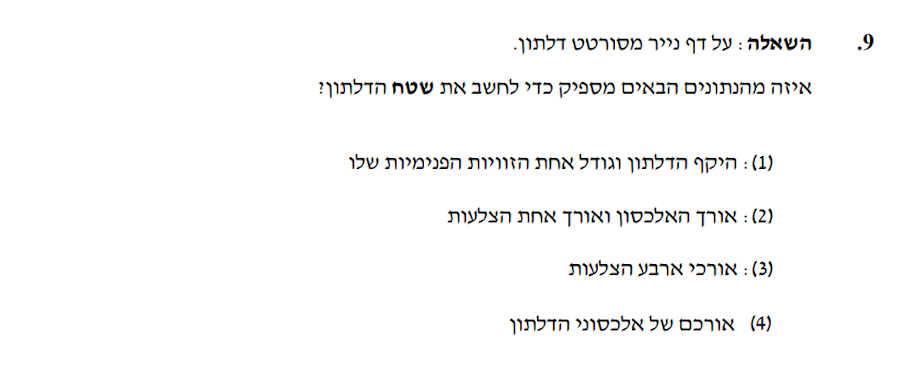 9. השאלה : על דף נייר מסורטט דלתון.
איזה מהנתונים הבאים מספיק כדי לחשב את שטח הדלתון?
(1) : היקף הדלתון וגודל אחת הזוויות הפנימיות שלו
(2) : אורך האלכסון ואורך אחת הצלעות
(3) : אורכי ארבע הצלעות
(4) אורכם של אלכסוני הדלתון